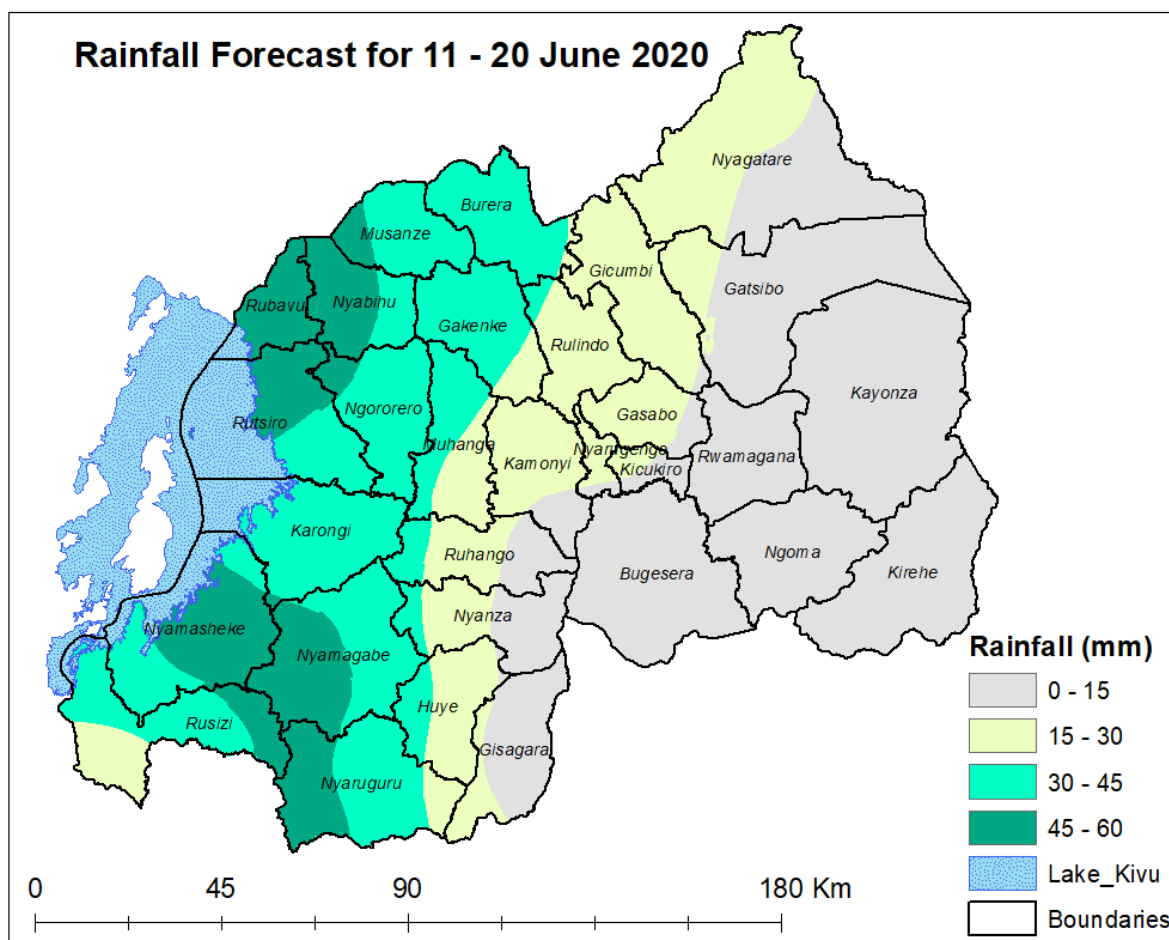 Rainfall Forecast for 11 - 20 June 2020
Nyagatare
Burera
Musanze
Gicumbi
Gatsibo
Rubavu
Nyabihu
Gakenke
Rulindo
Kayonza
Ngororero
Gasabo
Rutsiro
Muhanga
Nyarugenge
Kamonyi
Kicukiro
Rwamagana
Karongi
Ruhango
Ngoma
Bugesera
Kirehe
Nyanza
Nyamasheke
Nyamagabe
Huye
Rusizi
Gisagara
Nyaruguru
Rainfall (mm)
0 - 15
15 - 30
30 - 45
45 - 60
Lake_Kivu
Boundaries
0 45 90 180 Km